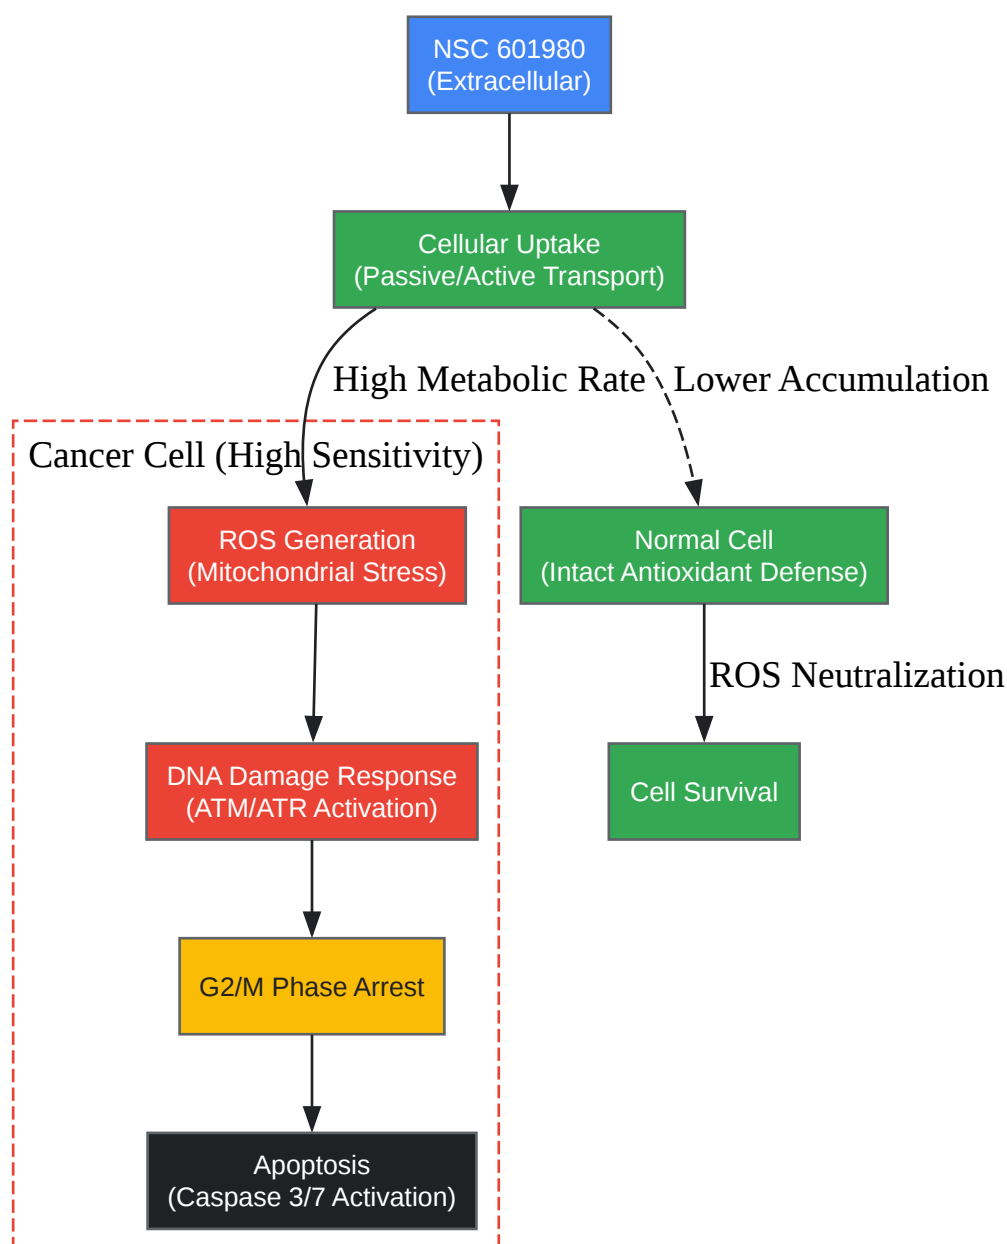 NSC 601980
(Extracellular)
Cellular Uptake
(Passive/Active Transport)
High Metabolic Rate
Lower Accumulation
Cancer Cell (High Sensitivity)
ROS Generation
(Mitochondrial Stress)
Normal Cell
(Intact Antioxidant Defense)
ROS Neutralization
DNA Damage Response
(ATM/ATR Activation)
Cell Survival
G2/M Phase Arrest
Apoptosis
(Caspase 3/7 Activation)